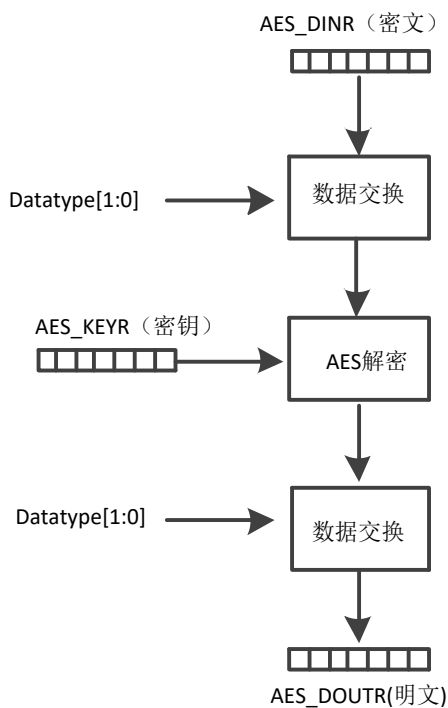 AES_DINR（密文）
数据交换
Datatype[1:0]
AES_KEYR（密钥）
AES解密
Datatype[1:0]
数据交换
AES_DOUTR(明文)